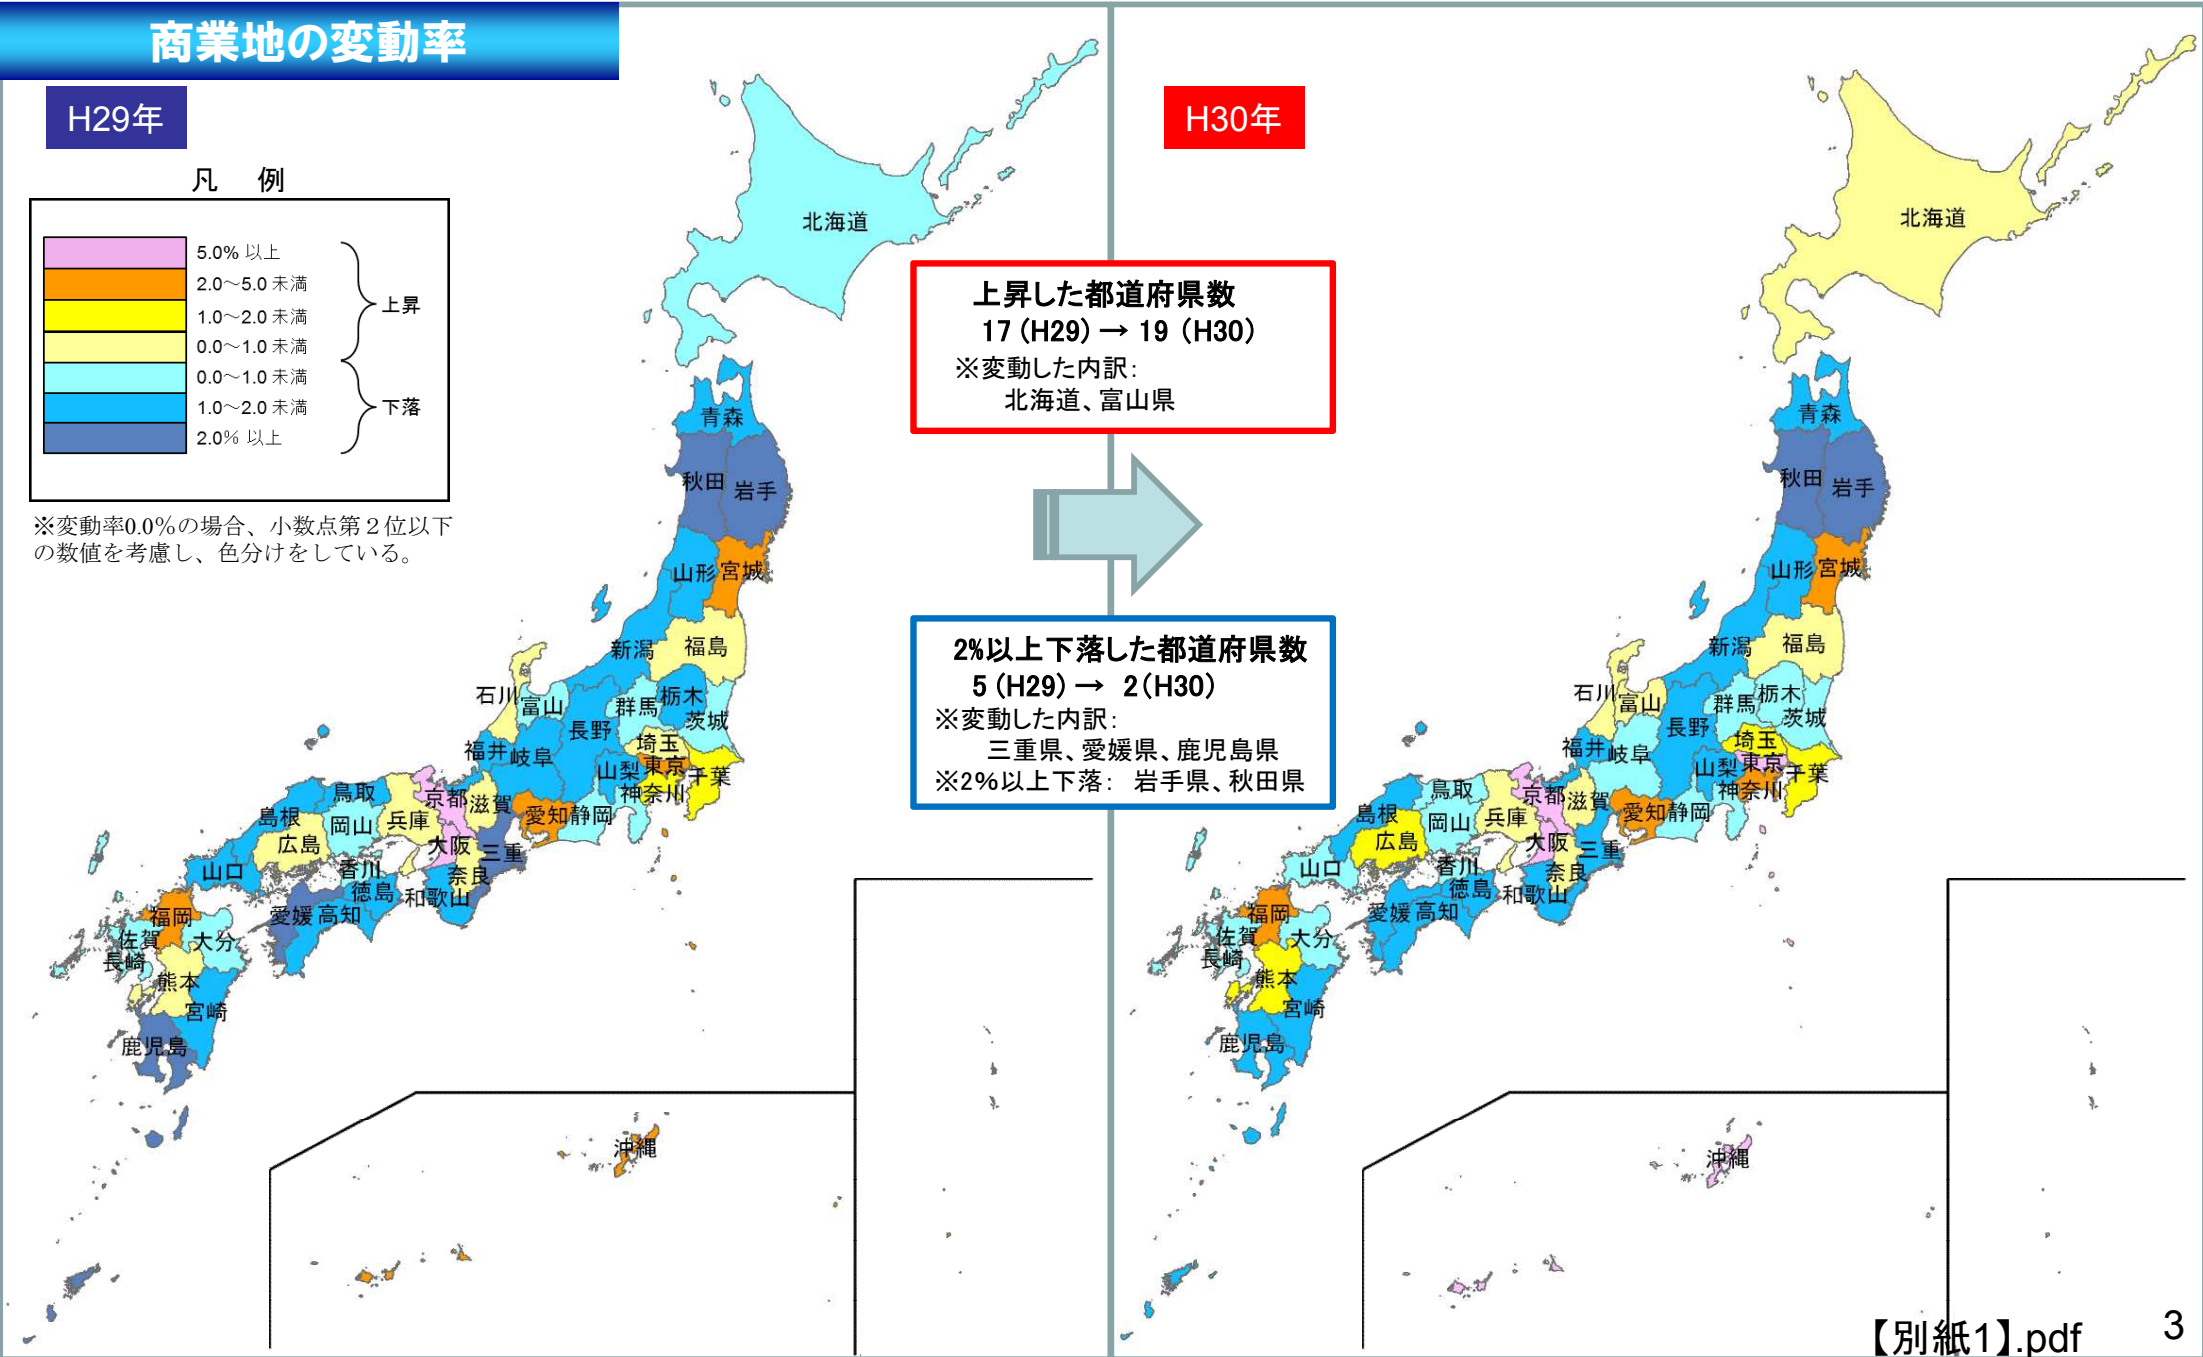 商業地の変動率
H29年
凡 例
5.0% 以上
2.0～5.0 未満
1.0～2.0 未満
0.0～1.0 未満
0.0～1.0 未満
1.0～2.0 未満
2.0% 以上
上昇
下落
※変動率0.0%の場合、小数点第２位以下
の数値を考慮し、色分けをしている。
北海道
青森
秋田
岩手
山形
宮城
新潟
福島
石川
富山
群馬
栃木
茨城
長野
福井
岐阜
埼玉
山梨
東京
千葉
神奈川
鳥取
京都
滋賀
愛知
静岡
島根
岡山
兵庫
広島
大阪
三重
山口
香川
奈良
徳島
和歌山
愛媛
高知
福岡
佐賀
大分
長崎
熊本
宮崎
鹿児島
沖縄
上昇した都道府県数
17 (H29) → 19 (H30)
※変動した内訳：
北海道、富山県
2%以上下落した都道府県数
5 (H29) → 2 (H30)
※変動した内訳：
三重県、愛媛県、鹿児島県
※2%以上下落： 岩手県、秋田県
H30年
北海道
青森
秋田
岩手
山形
宮城
新潟
福島
石川
富山
群馬
栃木
茨城
長野
福井
岐阜
埼玉
山梨
東京
千葉
神奈川
鳥取
京都
滋賀
愛知
静岡
島根
岡山
兵庫
広島
大阪
三重
山口
香川
奈良
徳島
和歌山
愛媛
高知
福岡
佐賀
大分
長崎
熊本
宮崎
鹿児島
沖縄
【別紙1】.pdf
3